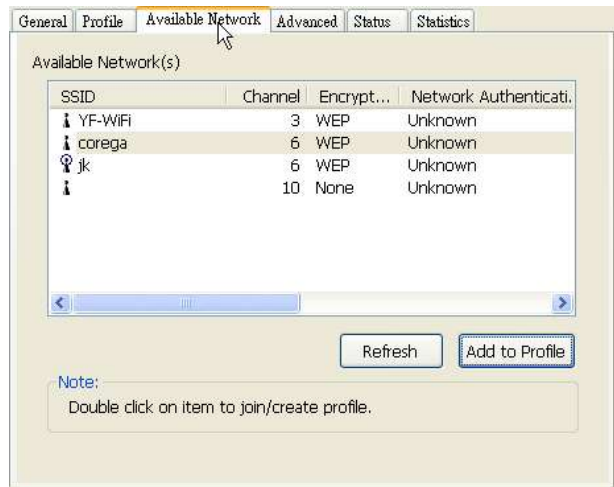 General Profile Available Network Advanced Status Statistics
Available Network(s)
SSID Channel Encrypt... Network Authenticati.
YF-WiFi 3 WEP Unknown
corega 6 WEP Unknown
jk 6 WEP Unknown
10 None Unknown
Refresh Add to Profile
Note:
Double click on item to join/create profile.